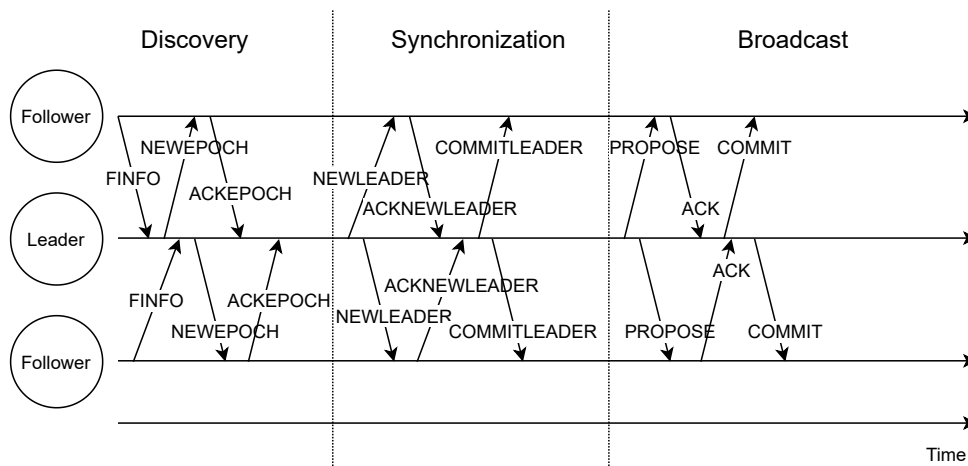 Discovery
Synchronization
Broadcast
Follower
NEWEPOCH
COMMITLEADER
PROPOSE
COMMIT
FINFO
NEWLEADER
ACKEPOCH
ACKNEWLEADER
ACK
Leader
ACK
ACKNEWLEADER
FINFO
ACKEPOCH
NEWLEADER
NEWEPOCH
COMMITLEADER
PROPOSE
COMMIT
Follower
Time